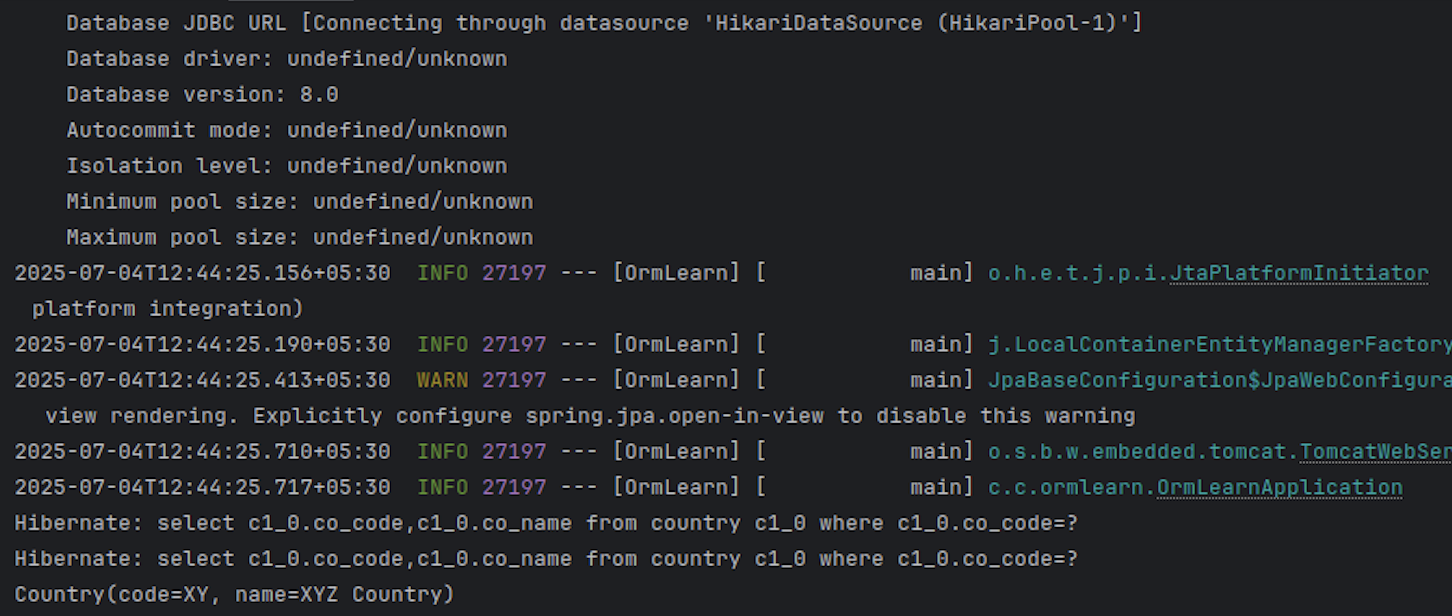 Database JDBC URL [Connecting through datasource 'HikariDataSource (HikariPool-1)']
Database driver: undefined/unknown
Database version: 8.0
Autocommit mode: undefined/unknown
Isolation level: undefined/unknown
Minimum pool size: undefined/unknown
Maximum pool size: undefined/unknown
2025-07-04T12:44:25.156+05:30  INFO 27197 --- [OrmLearn] [           main] o.h.e.t.j.p.i.JtaPlatformInitiator
platform integration)
2025-07-04T12:44:25.190+05:30  INFO 27197 --- [OrmLearn] [           main] j.LocalContainerEntityManagerFactory
2025-07-04T12:44:25.413+05:30  WARN 27197 --- [OrmLearn] [           main] JpaBaseConfiguration$JpaWebConfigura
view rendering. Explicitly configure spring.jpa.open-in-view to disable this warning
2025-07-04T12:44:25.710+05:30  INFO 27197 --- [OrmLearn] [           main] o.s.b.w.embedded.tomcat.TomcatWebSer
2025-07-04T12:44:25.717+05:30  INFO 27197 --- [OrmLearn] [           main] c.c.ormlearn.OrmLearnApplication
Hibernate: select c1_0.co_code,c1_0.co_name from country c1_0 where c1_0.co_code=?
Hibernate: select c1_0.co_code,c1_0.co_name from country c1_0 where c1_0.co_code=?
Country(code=XY, name=XYZ Country)